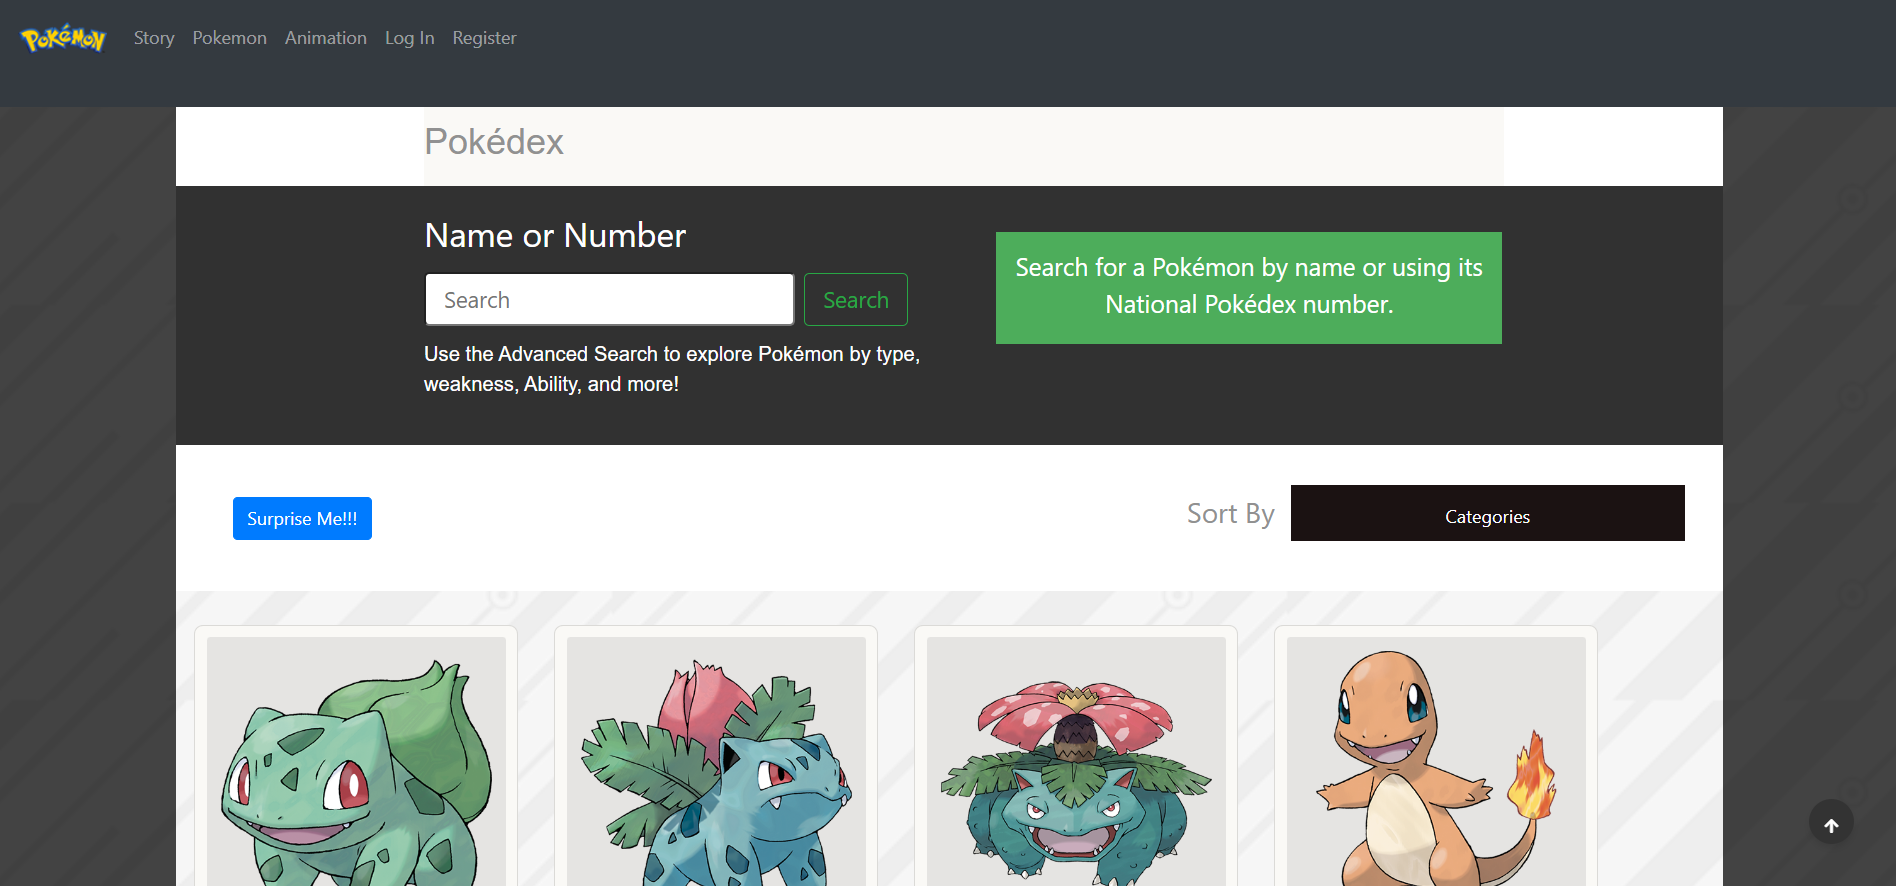 POKéMON
Story Pokemon Animation Log In Register
Pokédex
Name or Number
Search
Search
Use the Advanced Search to explore Pokémon by type,
weakness, Ability, and more!
Search for a Pokémon by name or using its
National Pokédex number.
Surprise Me!!!
Sort By
Categories